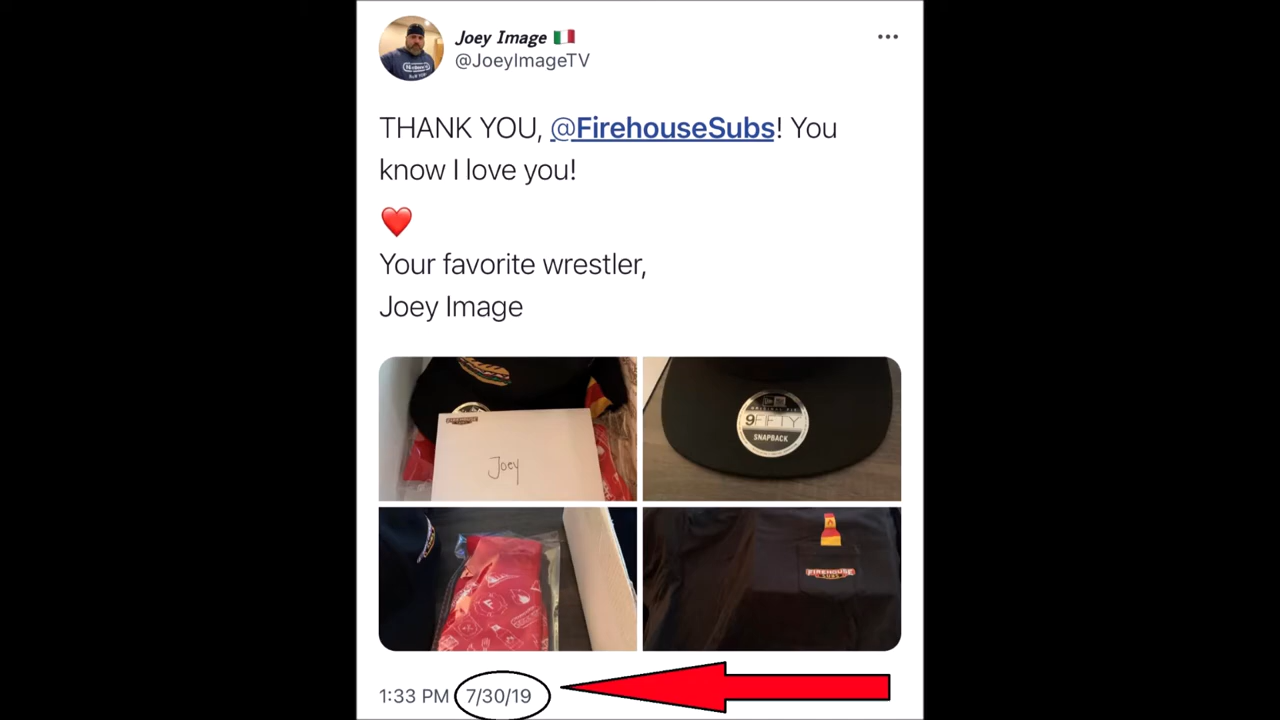 Joey Image 🇮🇹
@JoeyImageTV
THANK YOU, @FirehouseSubs! You
know I love you!
❤️
Your favorite wrestler,
Joey Image
FIREHOUSE
Joey
9FIFTY
SNAPBACK
FIREHOUSE
SUBS
1:33 PM 7/30/19